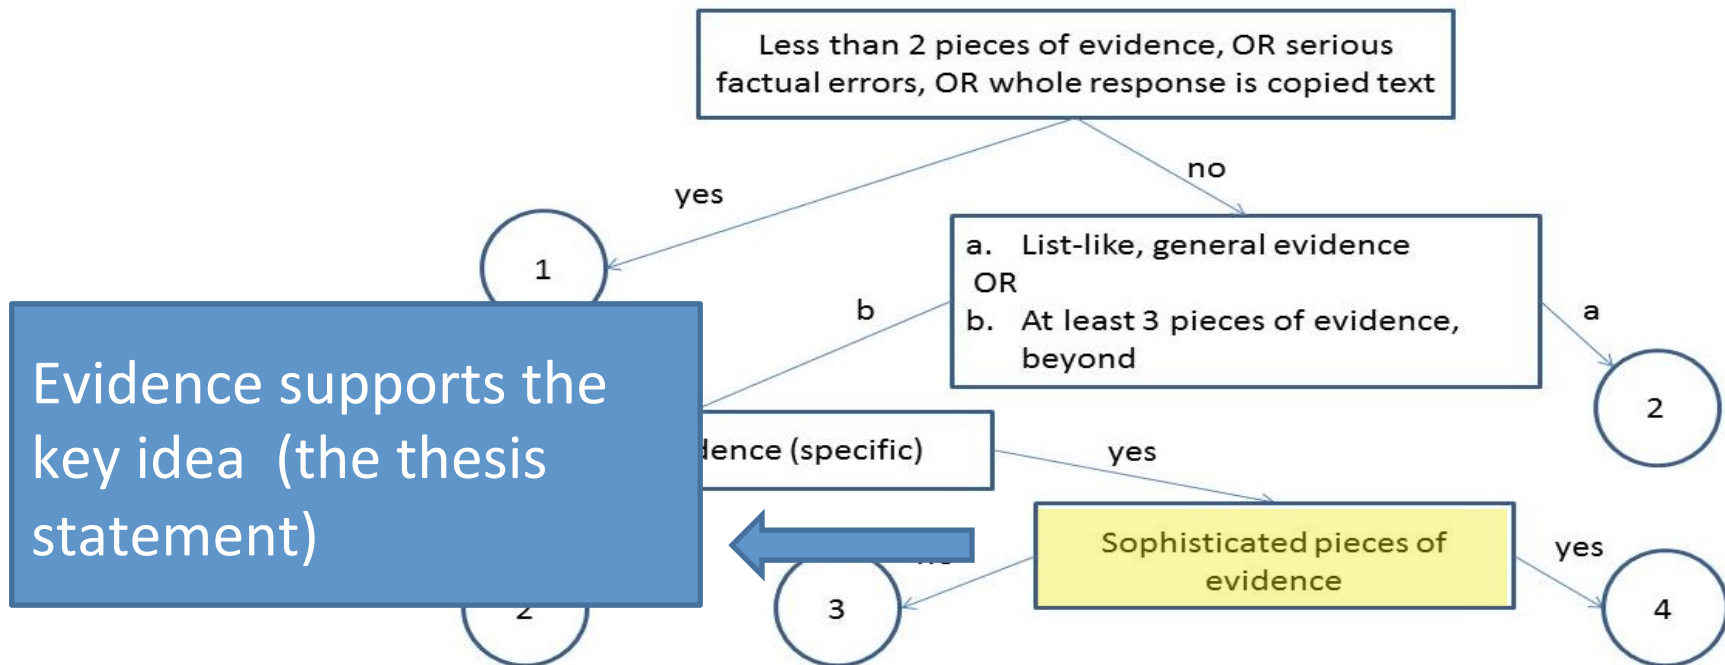 Less than 2 pieces of evidence, OR serious
factual errors, OR whole response is copied text
yes
no
1
a. List-like, general evidence
OR
b. At least 3 pieces of evidence,
beyond
b
a
2
Evidence supports the
key idea (the thesis
statement)
(specific)
yes
Sophisticated pieces of
evidence
yes
2
3
4